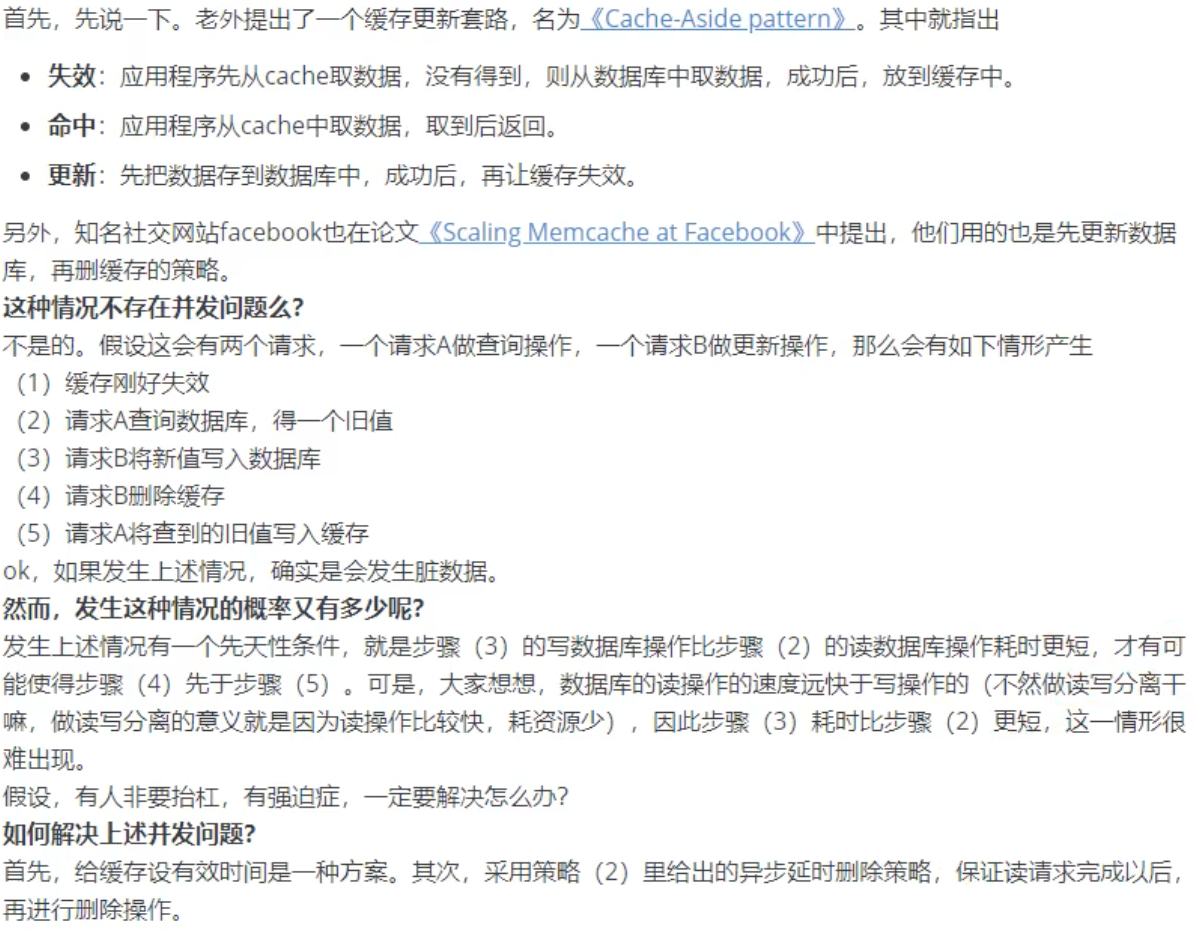 首先，先说一下。老外提出了一个缓存更新套路，名为《Cache-Aside pattern》。其中就指出
• 失效：应用程序先从cache取数据，没有得到，则从数据库中取数据，成功后，放到缓存中。
• 命中：应用程序从cache中取数据，取到后返回。
• 更新：先把数据存到数据库中，成功后，再让缓存失效。
另外，知名社交网站facebook也在论文《Scaling Memcache at Facebook》中提出，他们用的也是先更新数据
库，再删缓存的策略。
这种情况不存在并发问题么？
不是的。假设这会有两个请求，一个请求A做查询操作，一个请求B做更新操作，那么会有如下情形产生
（1）缓存刚好失效
（2）请求A查询数据库，得一个旧值
（3）请求B将新值写入数据库
（4）请求B删除缓存
（5）请求A将查到的旧值写入缓存
ok，如果发生上述情况，确实是会发生脏数据。
然而，发生这种情况的概率又有多少呢？
发生上述情况有一个先天性条件，就是步骤（3）的写数据库操作比步骤（2）的读数据库操作耗时更短，才有可
能使得步骤（4）先于步骤（5）。可是，大家想想，数据库的读操作的速度远快于写操作的（不然做读写分离干
嘛，做读写分离的意义就是因为读操作比较快，耗资源少），因此步骤（3）耗时比步骤（2）更短，这一情形很
难出现。
假设，有人非要抬杠，有强迫症，一定要解决怎么办？
如何解决上述并发问题？
首先，给缓存设有效时间是一种方案。其次，采用策略（2）里给出的异步延时删除策略，保证读请求完成以后，
再进行删除操作。